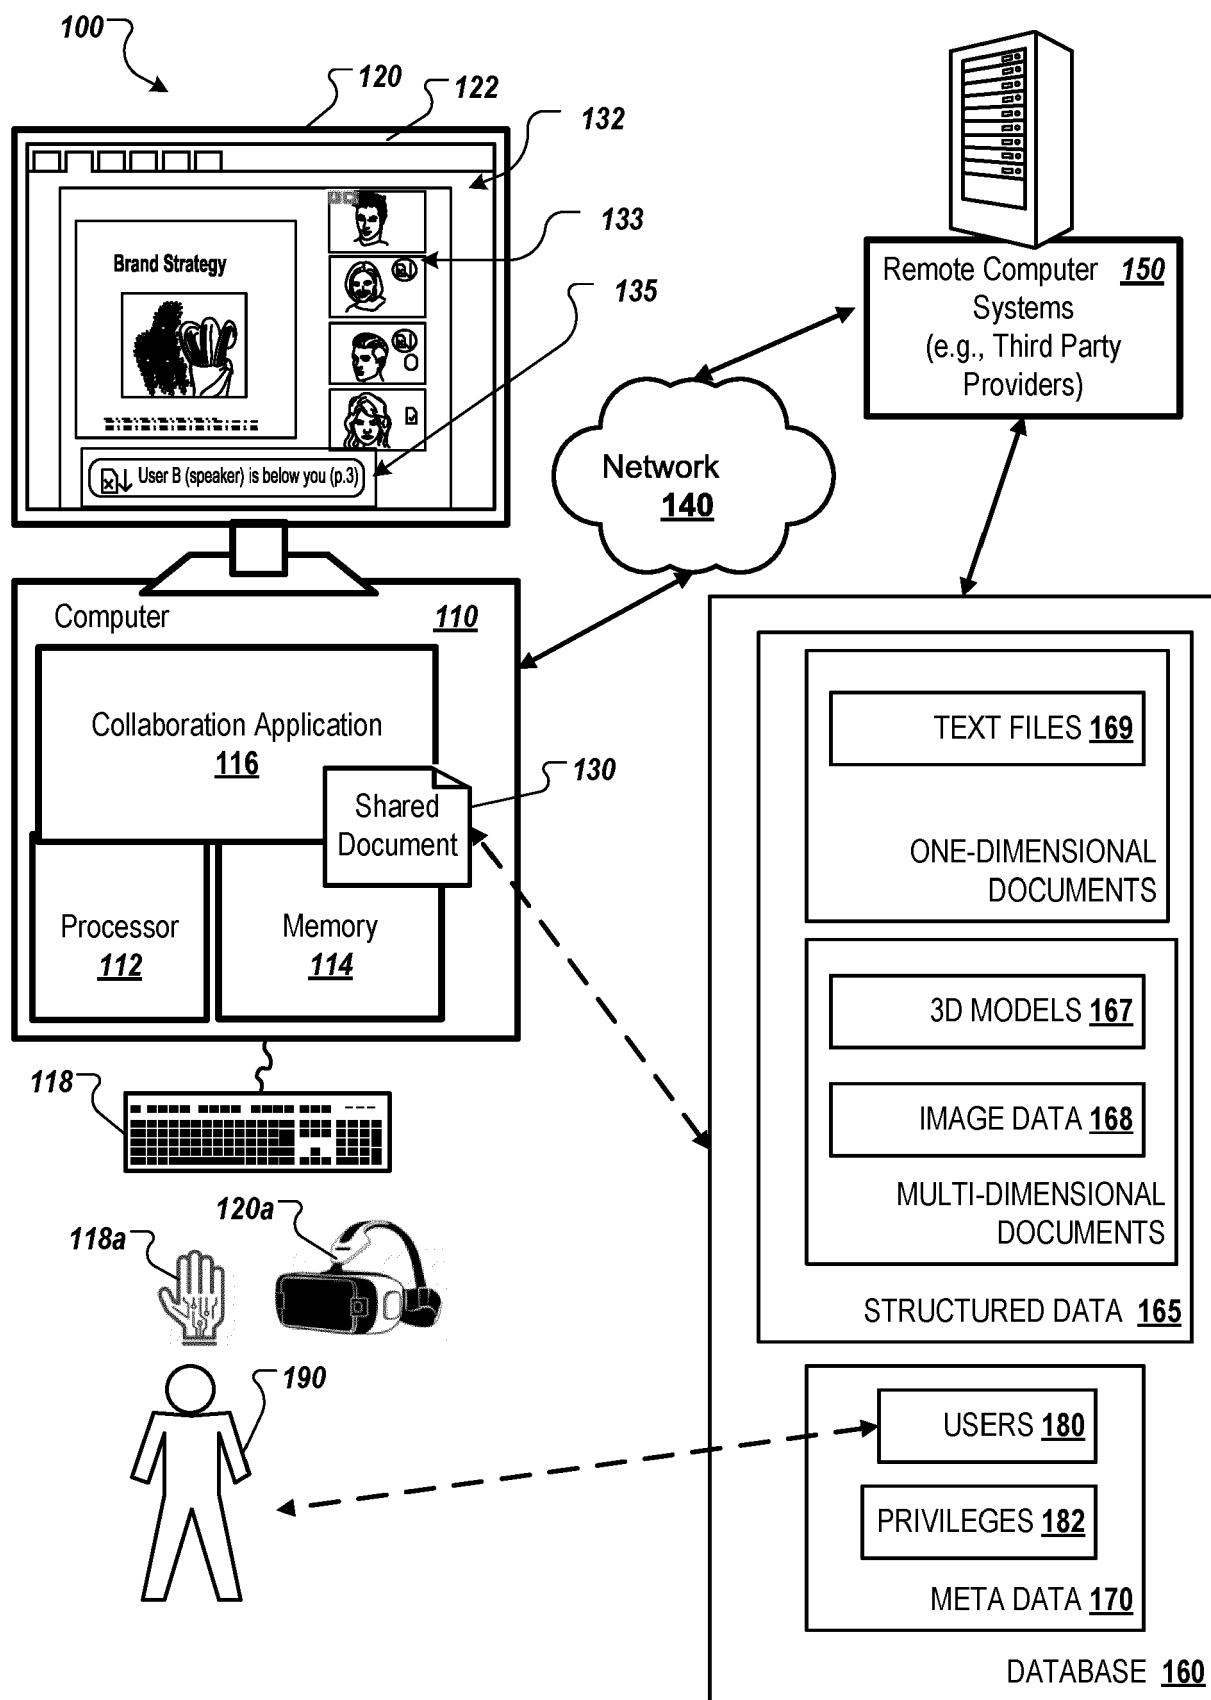 100
120
122
132
133
135
Brand Strategy
User B (speaker) is below you (p.3)
Remote Computer 150
Systems
(e.g., Third Party
Providers)
Network
140
Computer 110
Collaboration Application
116
130
Shared
Document
Processor
112
Memory
114
118
118a
120a
190
TEXT FILES 169
ONE-DIMENSIONAL
DOCUMENTS
3D MODELS 167
IMAGE DATA 168
MULTI-DIMENSIONAL
DOCUMENTS
STRUCTURED DATA 165
USERS 180
PRIVILEGES 182
META DATA 170
DATABASE 160